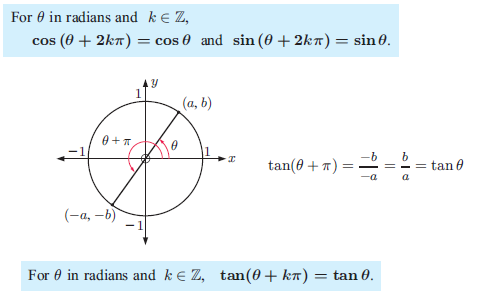 For θ in radians and k ∈ ℤ,
cos (θ + 2kπ) = cos θ and sin (θ + 2kπ) = sin θ.
y
1
(a, b)
θ + π
θ
−1
1
x
tan(θ + π) = −b/−a = b/a = tan θ
(−a, −b)
−1
For θ in radians and k ∈ ℤ, tan(θ + kπ) = tan θ.